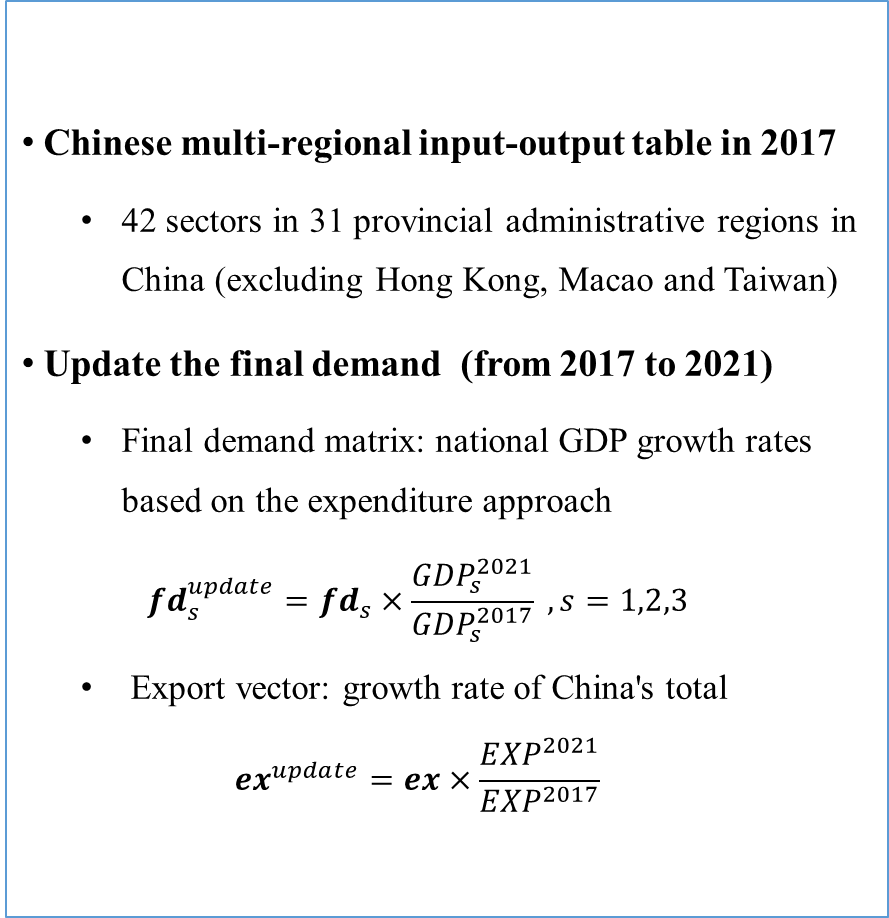 • Chinese multi-regional input-output table in 2017
• 42 sectors in 31 provincial administrative regions in
China (excluding Hong Kong, Macao and Taiwan)
• Update the final demand (from 2017 to 2021)
• Final demand matrix: national GDP growth rates
based on the expenditure approach
$\boldsymbol{fd}_s^{update} = \boldsymbol{fd}_s \times \frac{GDP_s^{2021}}{GDP_s^{2017}}, s = 1,2,3$
• Export vector: growth rate of China's total
$\boldsymbol{ex}^{update} = \boldsymbol{ex} \times \frac{EXP^{2021}}{EXP^{2017}}$